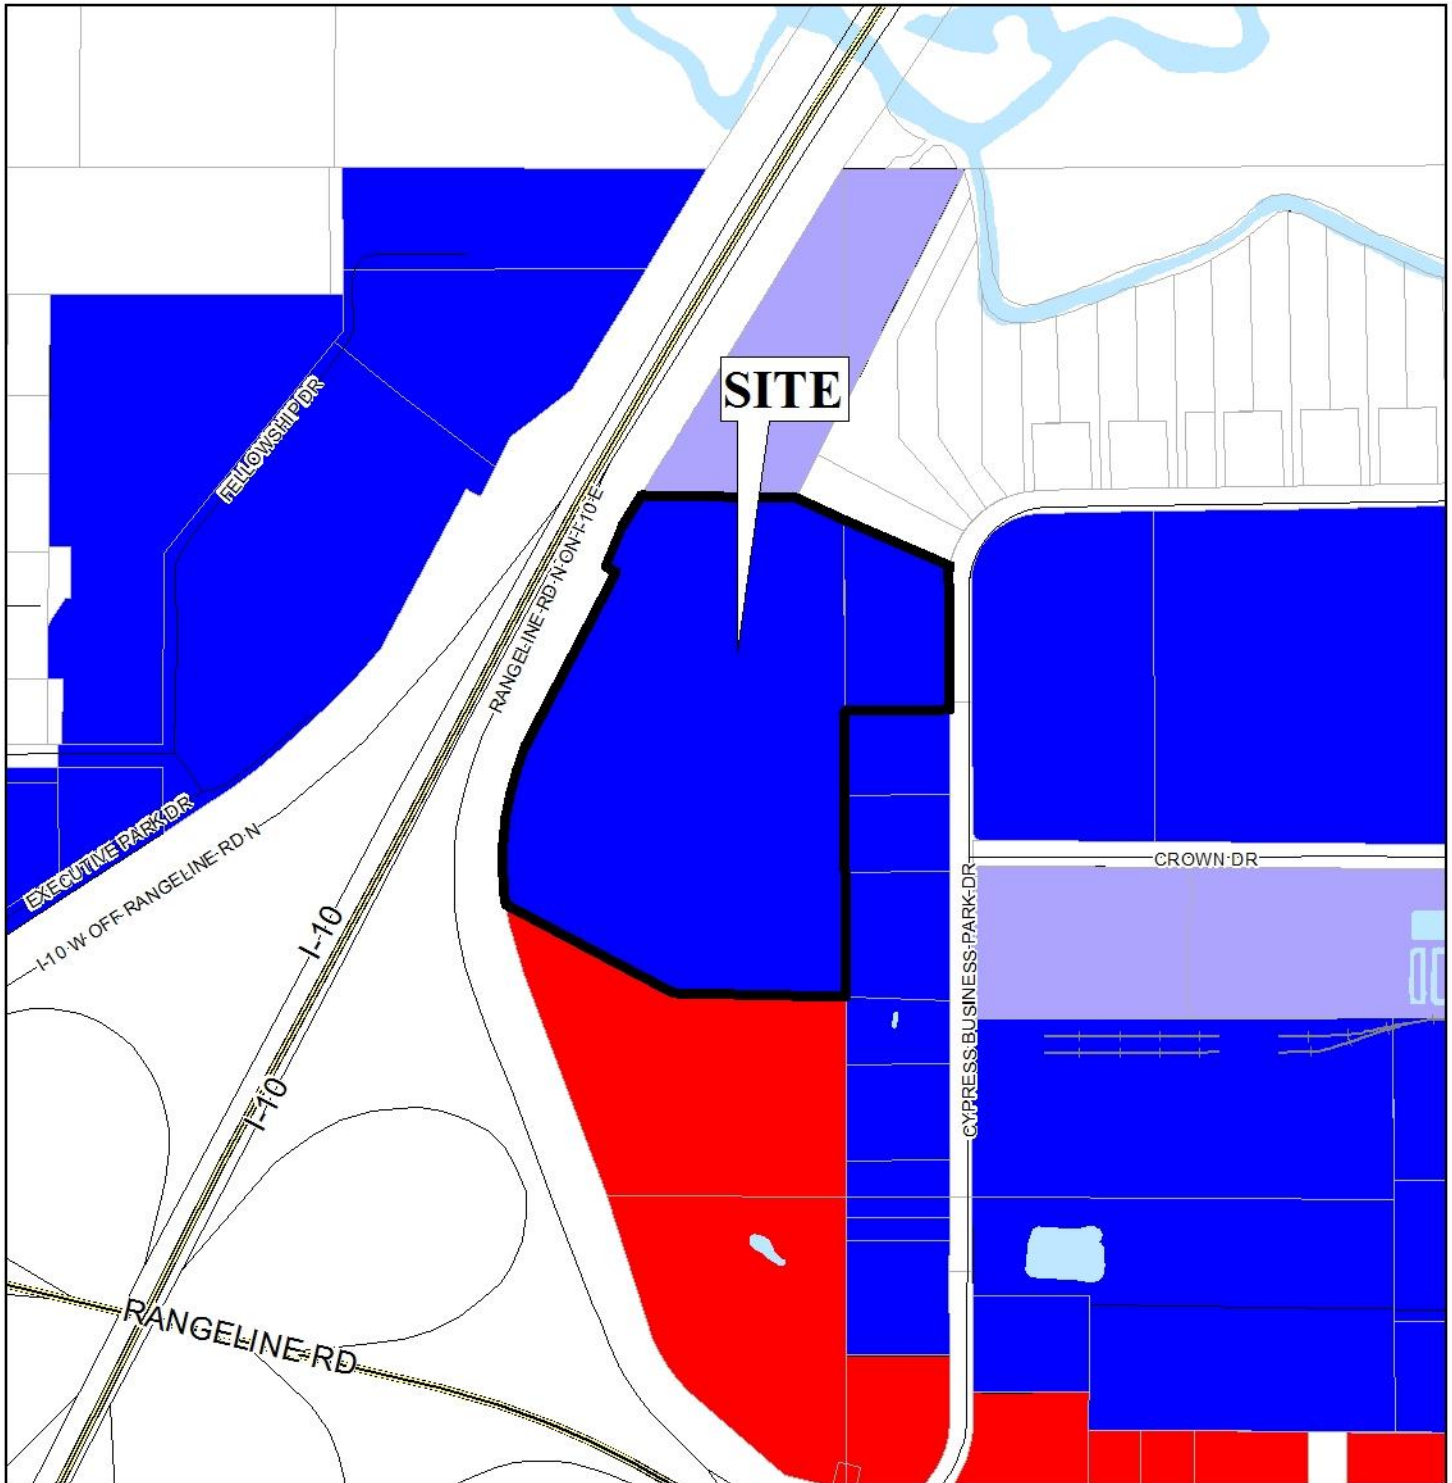 SITE
FELLOWSHIP DR
RANGELINE RD N ON I-10 E
EXECUTIVE PARK DR
I-10 W OFF RANGELINE RD N
CROWN DR
I-10
CYPRESS BUSINESS PARK DR
I-10
RANGELINE RD